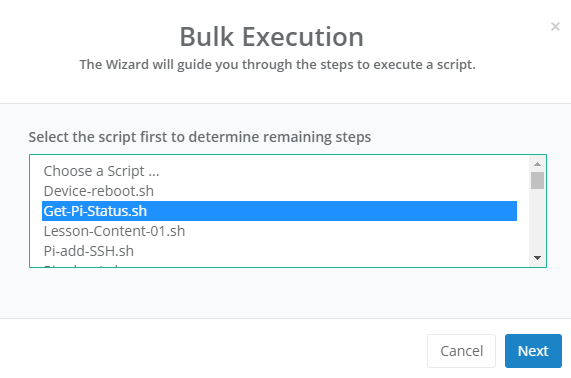 Bulk Execution
The Wizard will guide you through the steps to execute a script.
Select the script first to determine remaining steps
Choose a Script ...
Device-reboot.sh
Get-Pi-Status.sh
Lesson-Content-01.sh
Pi-add-SSH.sh
Cancel
Next